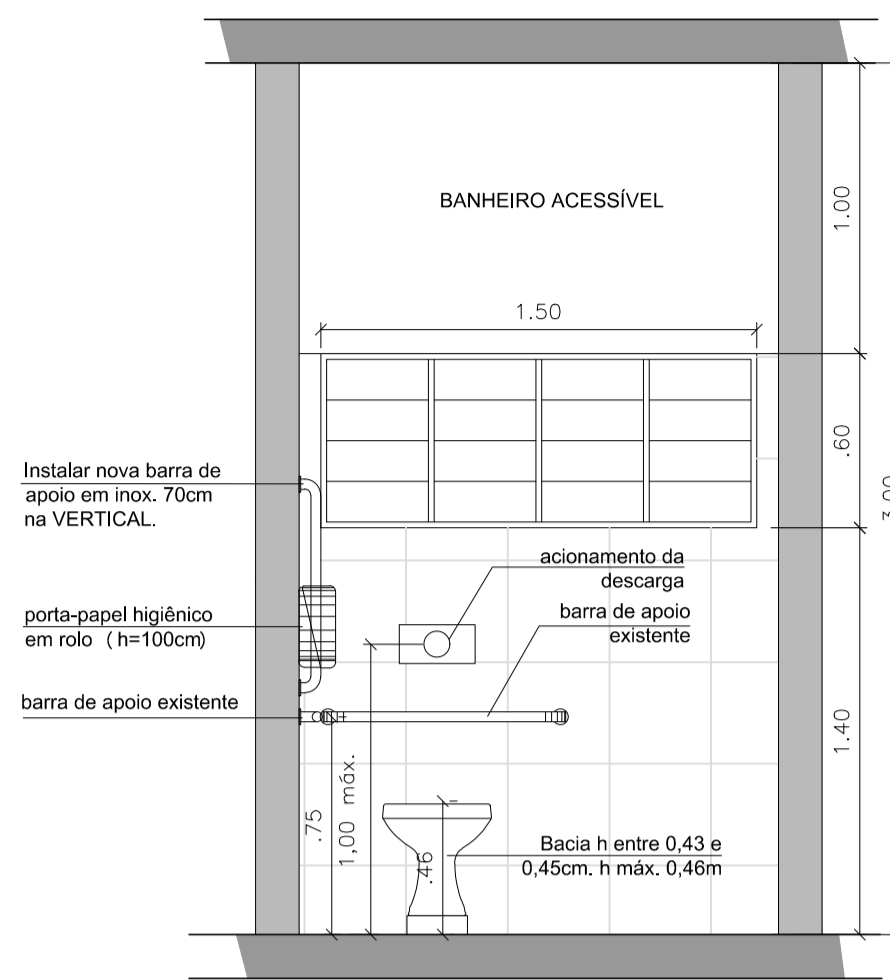 BANHEIRO ACESSÍVEL
1.00
1.50
.60
3.00
Instalar nova barra de
apoio em inox. 70cm
na VERTICAL.
acionamento da
descarga
porta-papel higiênico
em rolo ( h=100cm)
barra de apoio
existente
barra de apoio existente
1.40
.75
1,00 máx.
.46
Bacia h entre 0,43 e
0,45cm. h máx. 0,46m